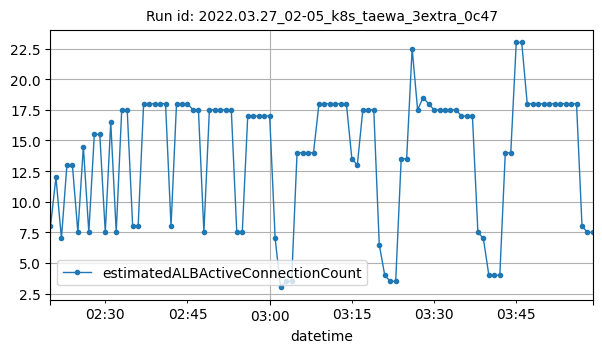 Run id: 2022.03.27_02-05_k8s_taewa_3extra_0c47
22.5
20.0
17.5
15.0
12.5
10.0
7.5
5.0
2.5
estimatedALBActiveConnectionCount
02:30 02:45 03:00 03:15 03:30 03:45
datetime